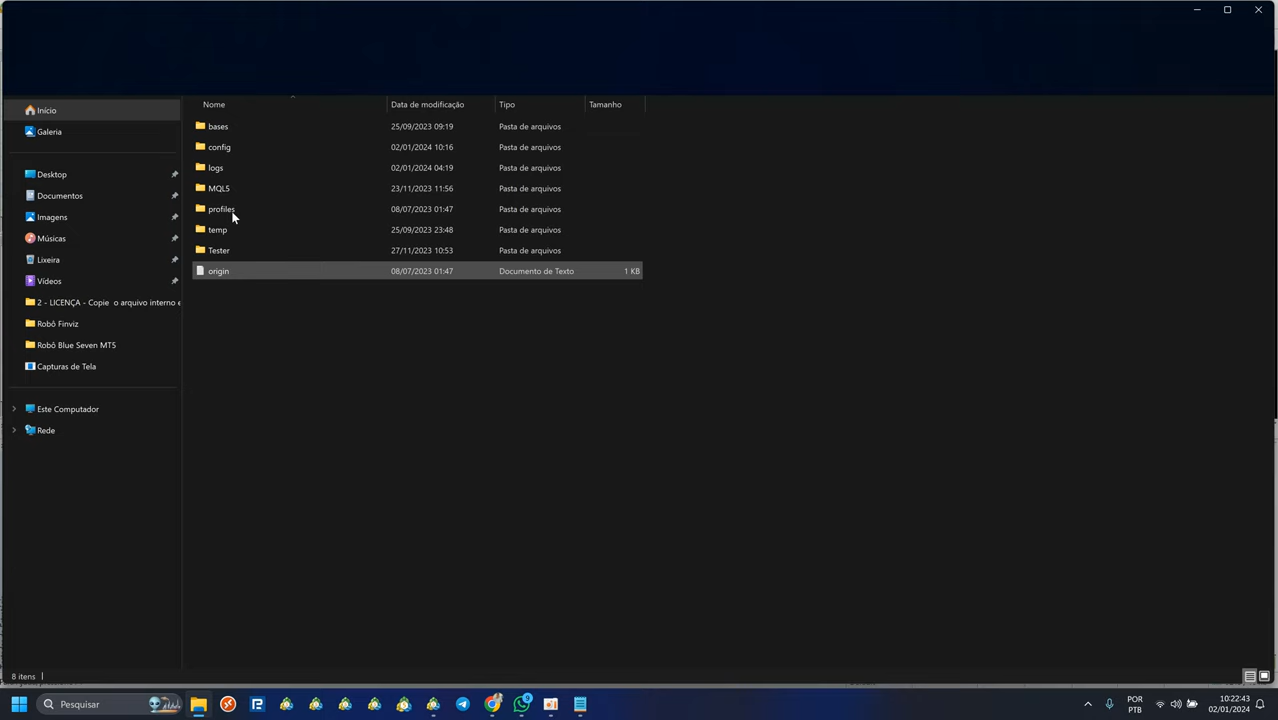 Nome Data de modificação Tipo Tamanho
Início
Galeria
Desktop
Documentos
Imagens
Músicas
Lixeira
Vídeos
2 - LICENÇA - Copie o arquivo interno e
Robô Finviz
Robô Blue Seven MT5
Capturas de Tela
Este Computador
Rede
bases 25/09/2023 09:19 Pasta de arquivos
config 02/01/2024 10:16 Pasta de arquivos
logs 02/01/2024 04:19 Pasta de arquivos
MQL5 23/11/2023 11:56 Pasta de arquivos
profiles 08/07/2023 01:47 Pasta de arquivos
temp 25/09/2023 23:48 Pasta de arquivos
Tester 27/11/2023 10:53 Pasta de arquivos
origin 08/07/2023 01:47 Documento de Texto 1 KB
8 itens
Pesquisar
9
POR
PTB
10:22:43
02/01/2024